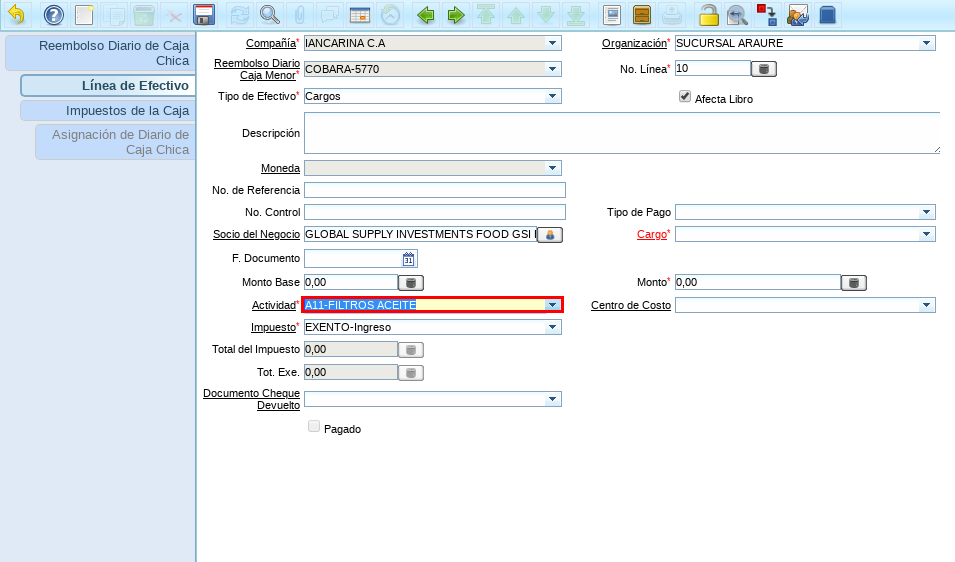 Reembolso Diario de Caja
Chica
Línea de Efectivo
Impuestos de la Caja
Asignación de Diario de
Caja Chica
Compañía* IANCARINA C.A Organización* SUCURSAL ARAURE
Reembolso Diario
Caja Menor* COBARA-5770 No. Línea* 10
Tipo de Efectivo* Cargos Afecta Libro
Descripción
Moneda
No. de Referencia
No. Control Tipo de Pago
Socio del Negocio GLOBAL SUPPLY INVESTMENTS FOOD GSI Cargo*
F. Documento 31
Monto Base 0,00 Monto* 0,00
Actividad* A11-FILTROS ACEITE Centro de Costo
Impuesto* EXENTO-Ingreso
Total del Impuesto 0,00
Tot. Exe. 0,00
Documento Cheque
Devuelto
Pagado